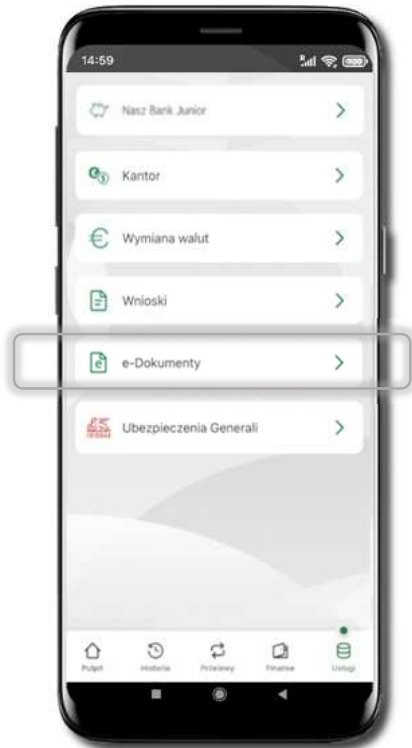 14:59
Nasz Bank Junior
Kantor
Wymiana walut
Wnioski
e-Dokumenty
Ubezpieczenia Generali
Pulpit Historia Przelewy Finanse Usługi